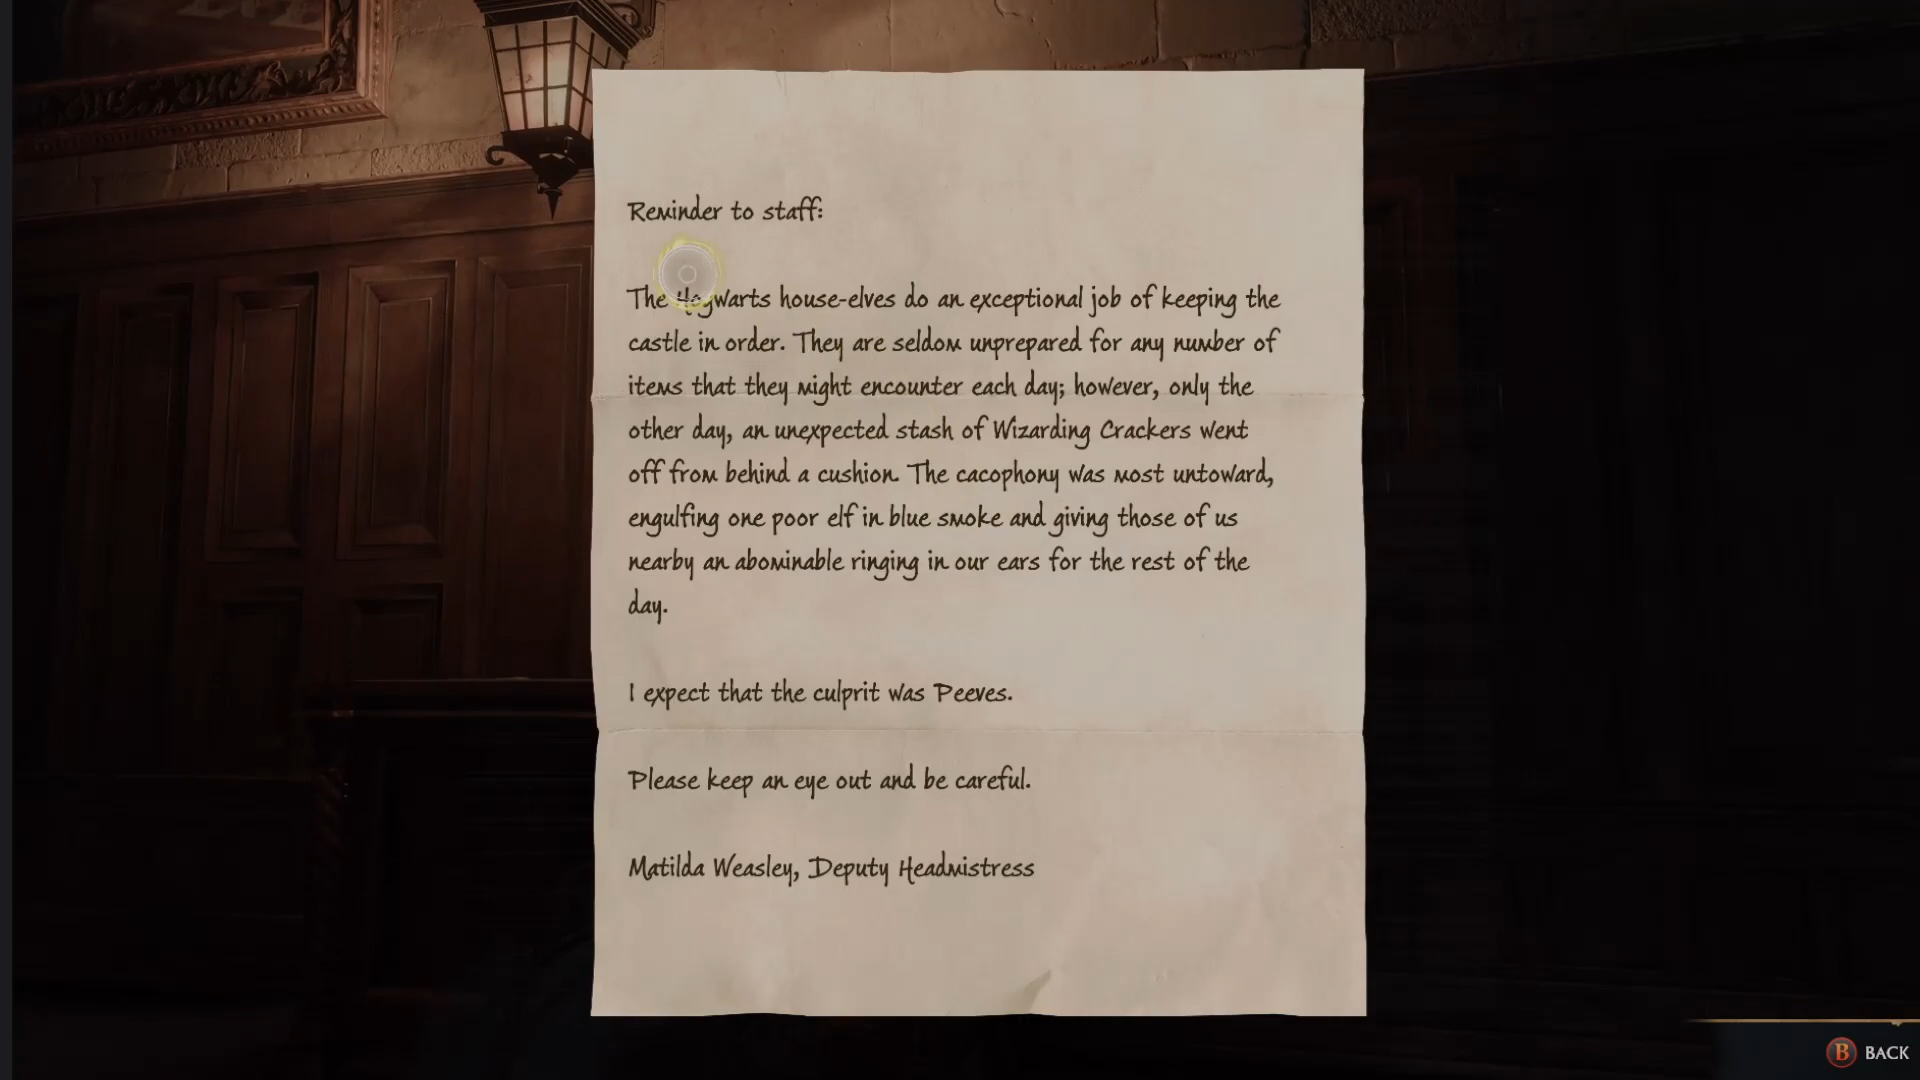 Reminder to staff:
The Hogwarts house-elves do an exceptional job of keeping the
castle in order. They are seldom unprepared for any number of
items that they might encounter each day; however, only the
other day, an unexpected stash of Wizarding Crackers went
off from behind a cushion. The cacophony was most untoward,
engulfing one poor elf in blue smoke and giving those of us
nearby an abominable ringing in our ears for the rest of the
day.
I expect that the culprit was Peeves.
Please keep an eye out and be careful.
Matilda Weasley, Deputy Headmistress
B BACK